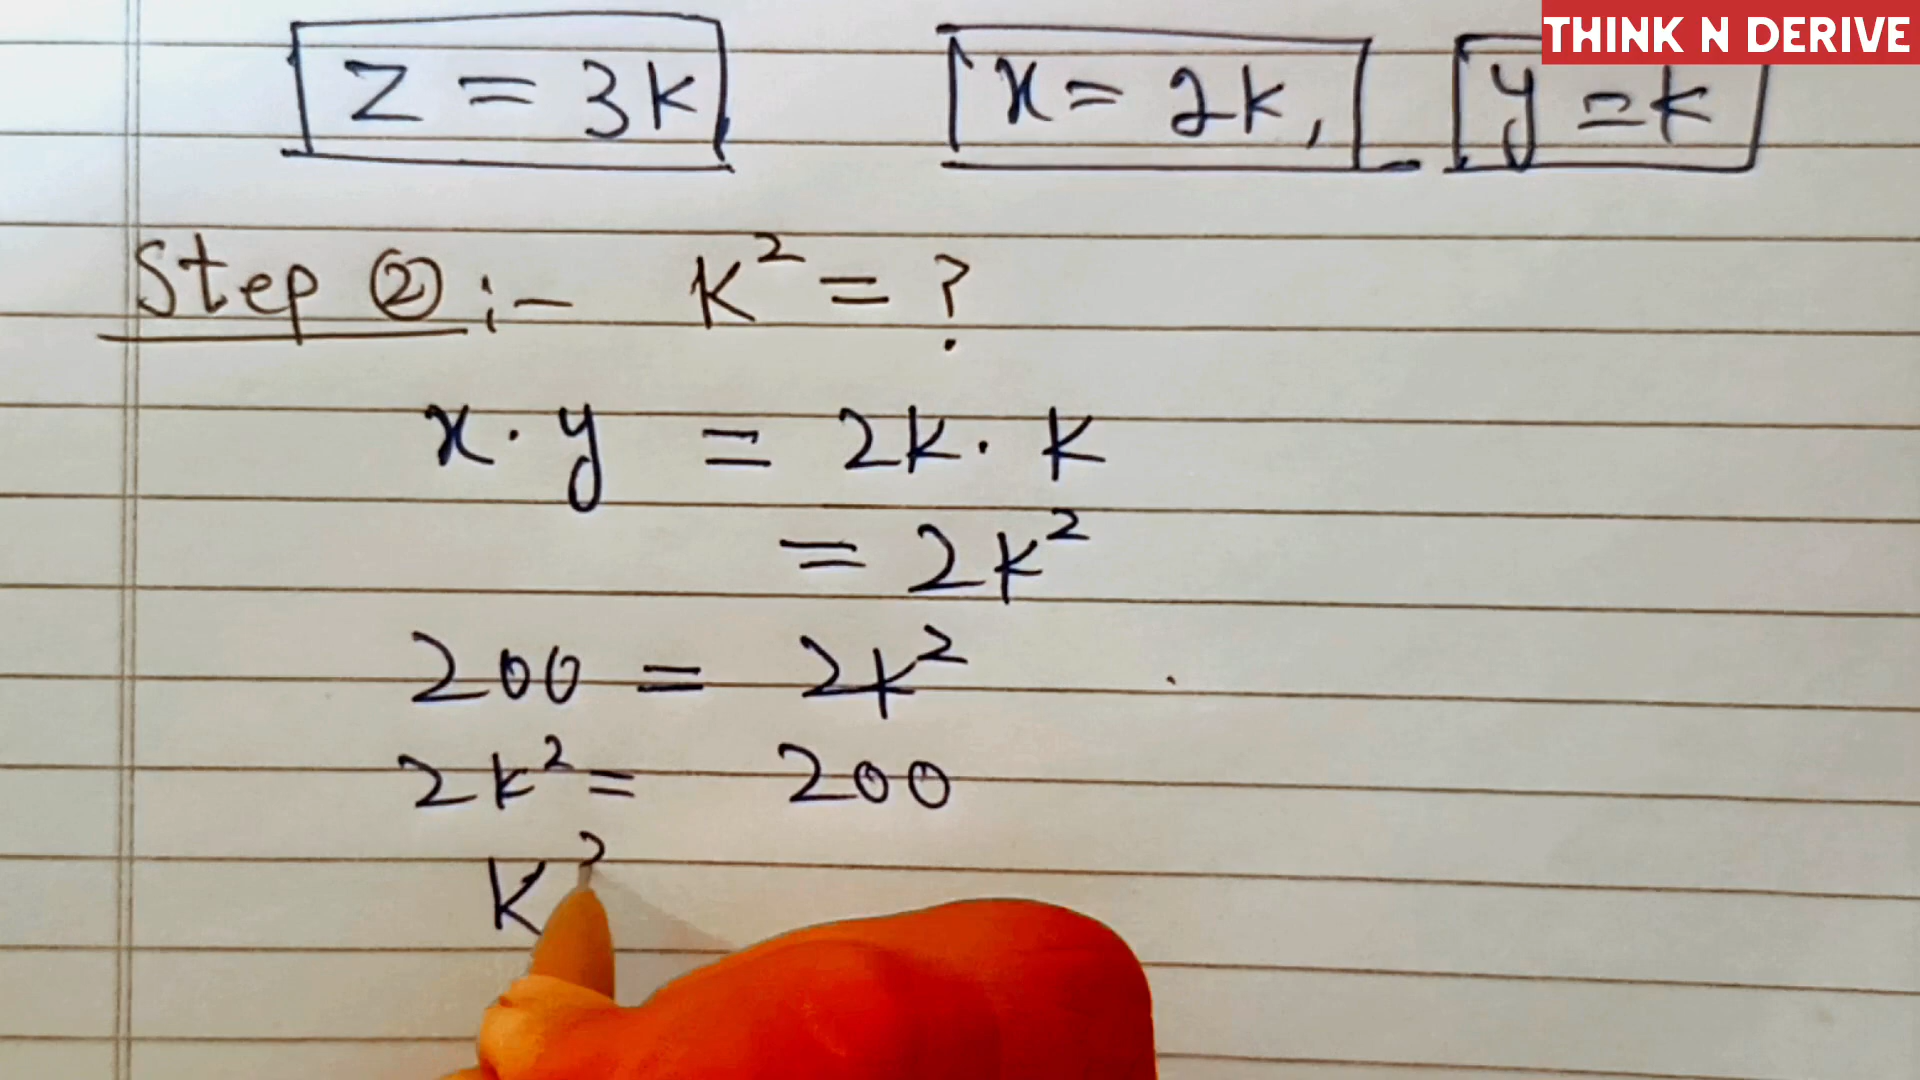 THINK N DERIVE
z = 3k x = 2k, y = k
Step ② :- K² = ?
x · y = 2k · k
= 2k²
200 = 2k²
2k² = 200
K²